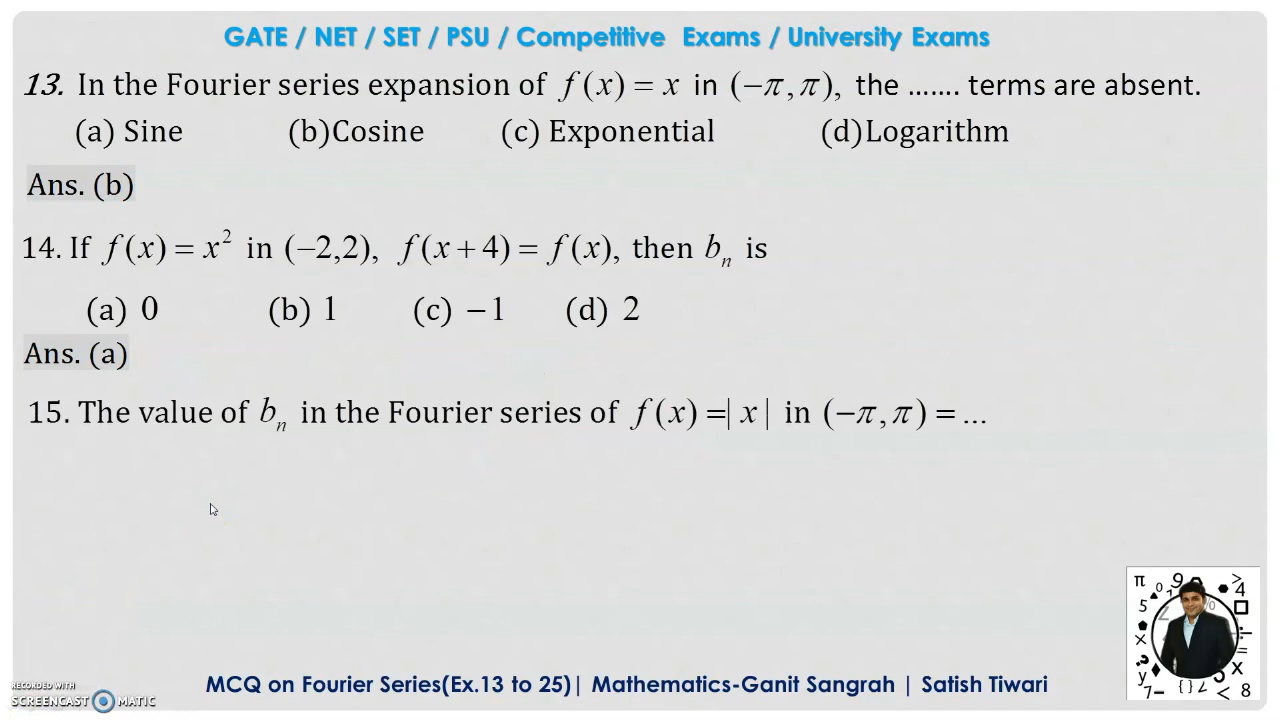 GATE / NET / SET / PSU / Competitive Exams / University Exams
13. In the Fourier series expansion of f(x) = x in (−π, π), the ....... terms are absent.
(a) Sine (b)Cosine (c) Exponential (d)Logarithm
Ans. (b)
14. If f(x) = x² in (−2,2), f(x+4) = f(x), then bₙ is
(a) 0 (b) 1 (c) −1 (d) 2
Ans. (a)
15. The value of bₙ in the Fourier series of f(x) =| x | in (−π, π) = ...
RECORDED WITH
SCREENCAST MATIC
MCQ on Fourier Series(Ex.13 to 25)| Mathematics-Ganit Sangrah | Satish Tiwari